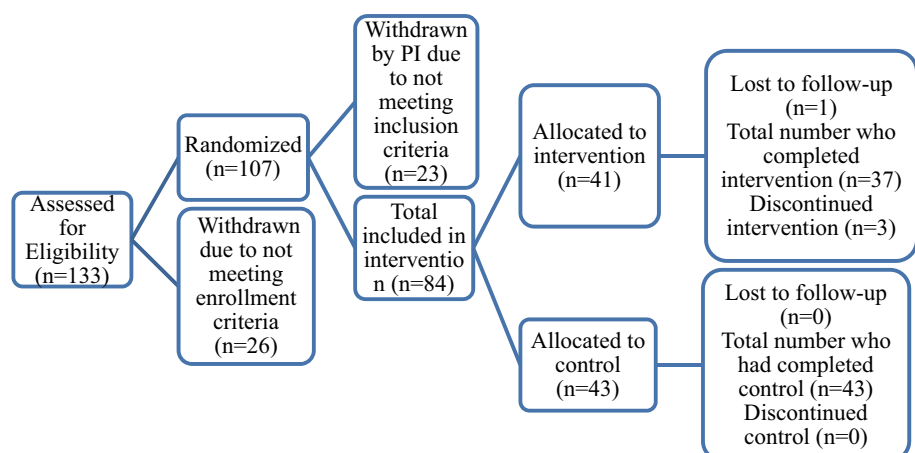 Assessed
for
Eligibility
(n=133)
Randomized
(n=107)
Withdrawn
due to not
meeting
enrollment
criteria
(n=26)
Withdrawn
by PI due to
not
meeting
inclusion
criteria
(n=23)
Total
included in
interventio
n (n=84)
Allocated to
intervention
(n=41)
Allocated to
control
(n=43)
Lost to follow-up
(n=1)
Total number who
completed
intervention (n=37)
Discontinued
intervention (n=3)
Lost to follow-up
(n=0)
Total number who
had completed
control (n=43)
Discontinued
control (n=0)